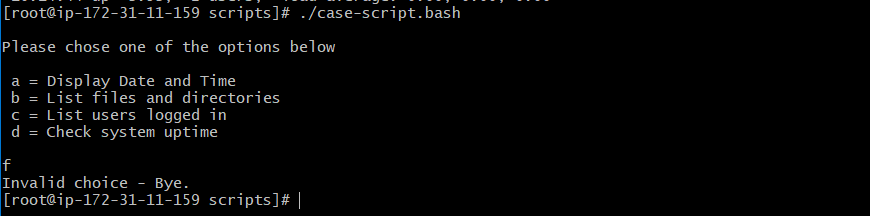 [root@ip-172-31-11-159 scripts]# ./case-script.bash
Please chose one of the options below
a = Display Date and Time
b = List files and directories
c = List users logged in
d = Check system uptime
f
Invalid choice - Bye.
[root@ip-172-31-11-159 scripts]#